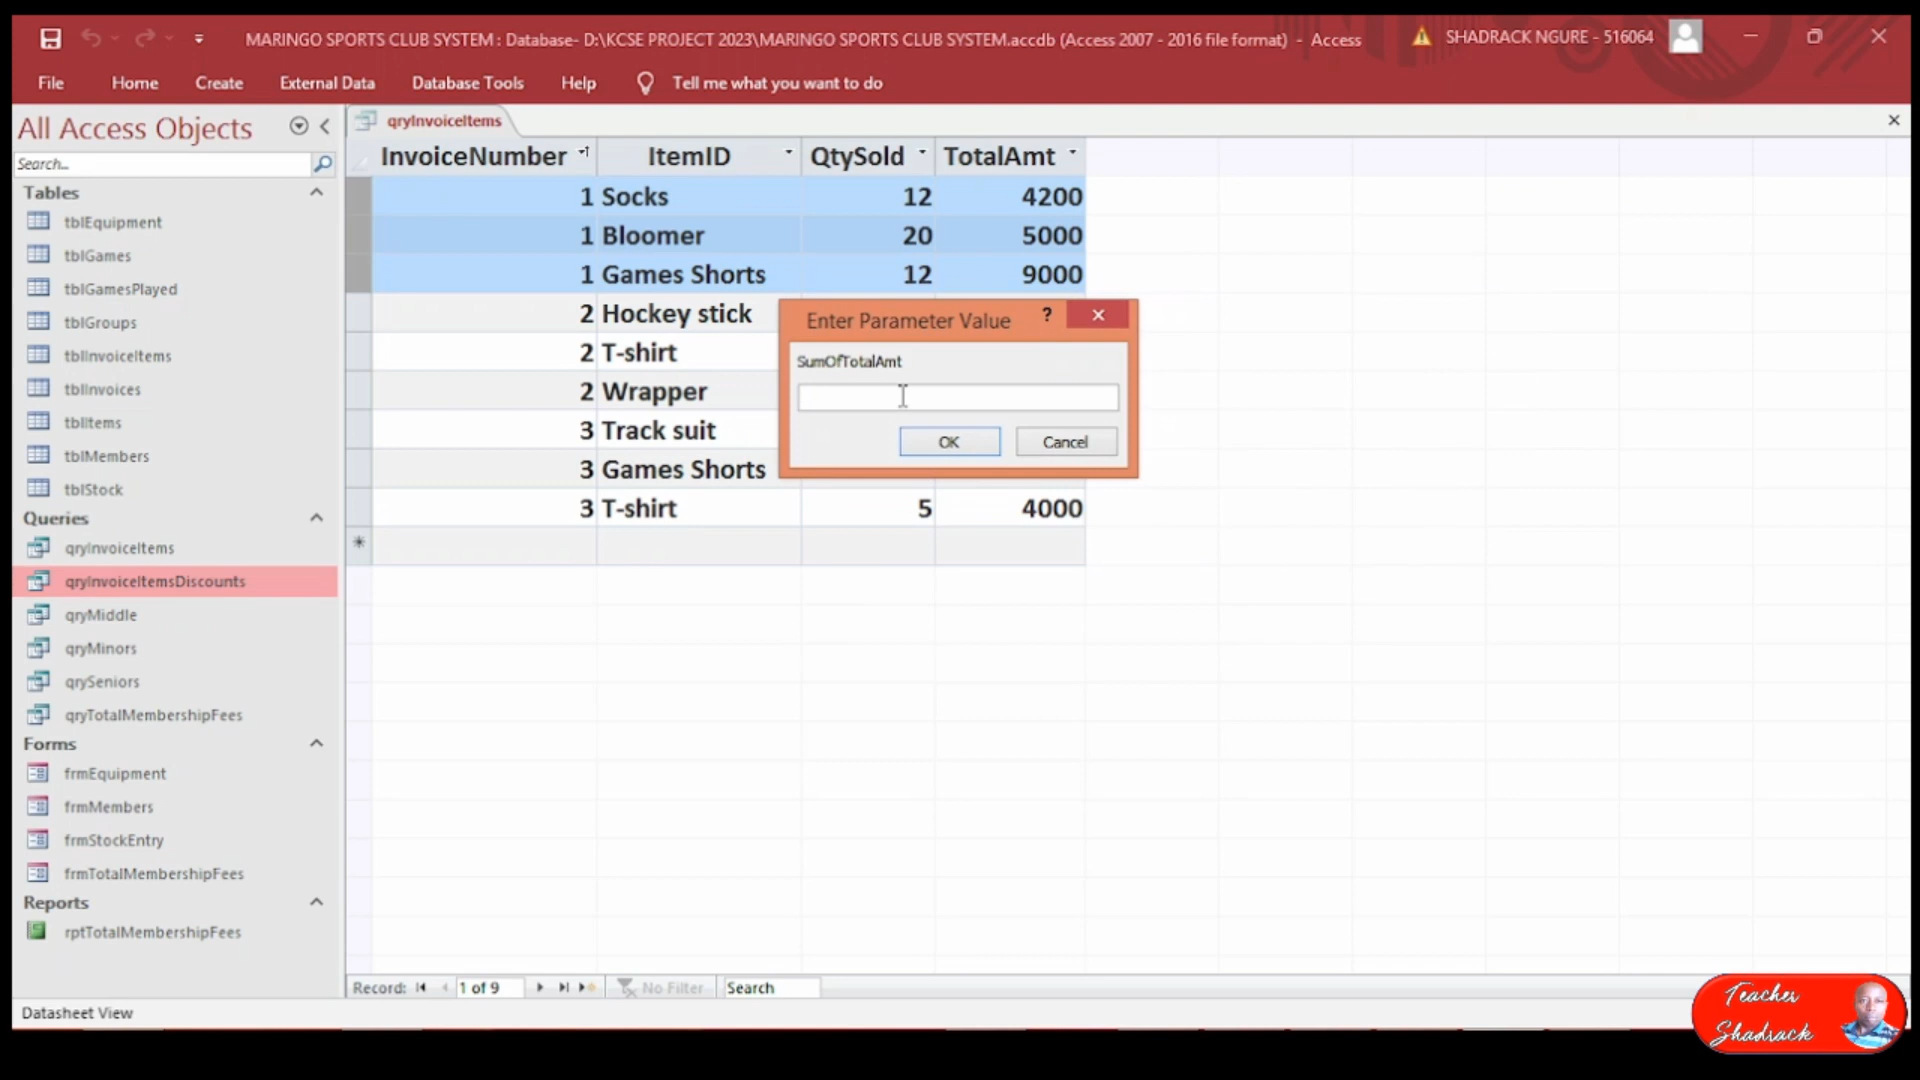 MARINGO SPORTS CLUB SYSTEM : Database- D:\KCSE PROJECT 2023\MARINGO SPORTS CLUB SYSTEM.accdb (Access 2007 - 2016 file format) - Access
SHADRACK NGURE - 516064
File Home Create External Data Database Tools Help Tell me what you want to do
All Access Objects
Search...
Tables
tblEquipment
tblGames
tblGamesPlayed
tblGroups
tblInvoiceItems
tblInvoices
tblItems
tblMembers
tblStock
Queries
qryInvoiceItems
qryInvoiceItemsDiscounts
qryMiddle
qryMinors
qrySeniors
qryTotalMembershipFees
Forms
frmEquipment
frmMembers
frmStockEntry
frmTotalMembershipFees
Reports
rptTotalMembershipFees
qryInvoiceItems
InvoiceNumber ItemID QtySold TotalAmt
1 Socks 12 4200
1 Bloomer 20 5000
1 Games Shorts 12 9000
2 Hockey stick
2 T-shirt
2 Wrapper
3 Track suit
3 Games Shorts
3 T-shirt 5 4000
Enter Parameter Value ?
SumOfTotalAmt
OK Cancel
Record: 1 of 9 No Filter Search
Datasheet View
Teacher
Shadrack